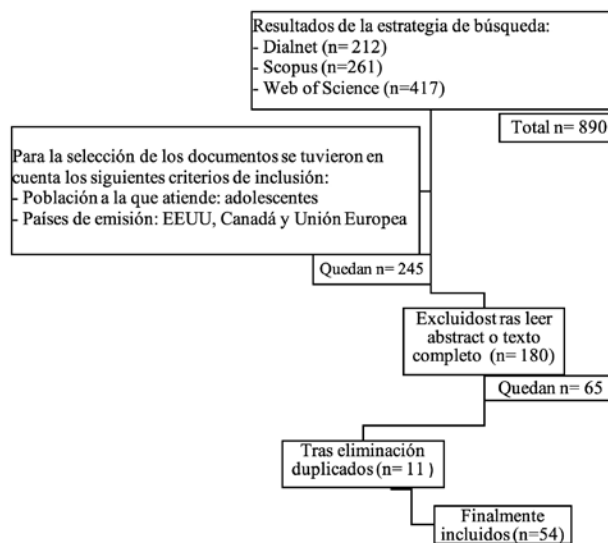 Resultados de la estrategia de búsqueda:
- Dialnet (n= 212)
- Scopus (n=261)
- Web of Science (n=417)
Total n= 890
Para la selección de los documentos se tuvieron en
cuenta los siguientes criterios de inclusión:
- Población a la que atiende: adolescentes
- Países de emisión: EEUU, Canadá y Unión Europea
Quedan n= 245
Excluidostras leer
abstract o texto
completo (n=180)
Quedan n= 65
Tras eliminación
duplicados (n= 11 )
Finalmente
incluidos (n=54)